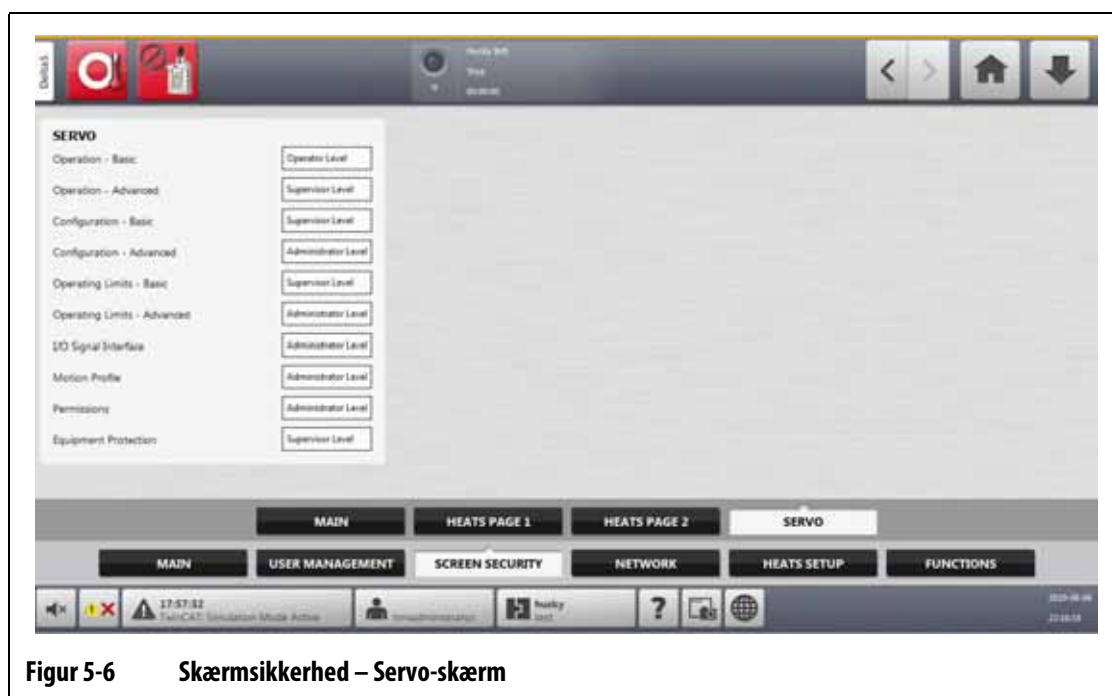 Delta3
Husky Bolt
17:57:32
SERVO
Operation - Basic Operator Level
Operation - Advanced Supervisor Level
Configuration - Basic Supervisor Level
Configuration - Advanced Administrator Level
Operating Limits - Basic Supervisor Level
Operating Limits - Advanced Administrator Level
I/O Signal Interface Administrator Level
Motion Profile Administrator Level
Permissions Administrator Level
Equipment Protection Supervisor Level
MAIN HEATS PAGE 1 HEATS PAGE 2 SERVO
MAIN USER MANAGEMENT SCREEN SECURITY NETWORK HEATS SETUP FUNCTIONS
TwinCAT: Simulation Mode Active
husky
test
?
Figur 5-6 Skærmsikkerhed – Servo-skærm